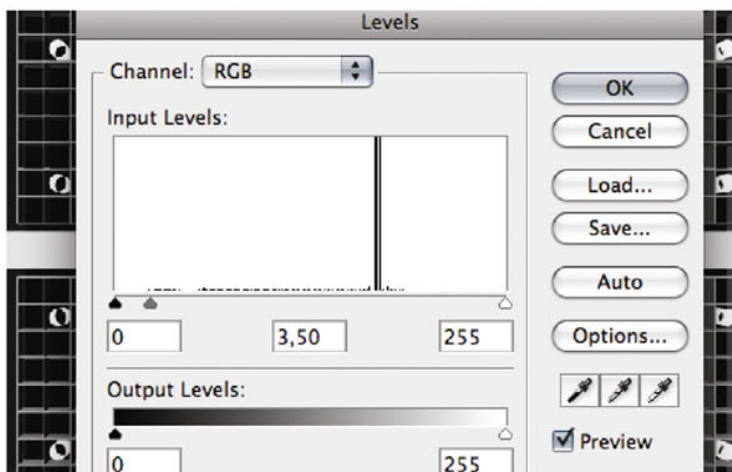 Levels
Channel: RGB
OK
Input Levels:
Cancel
Load...
Save...
Auto
0 3,50 255
Options...
Output Levels:
Preview
0 255